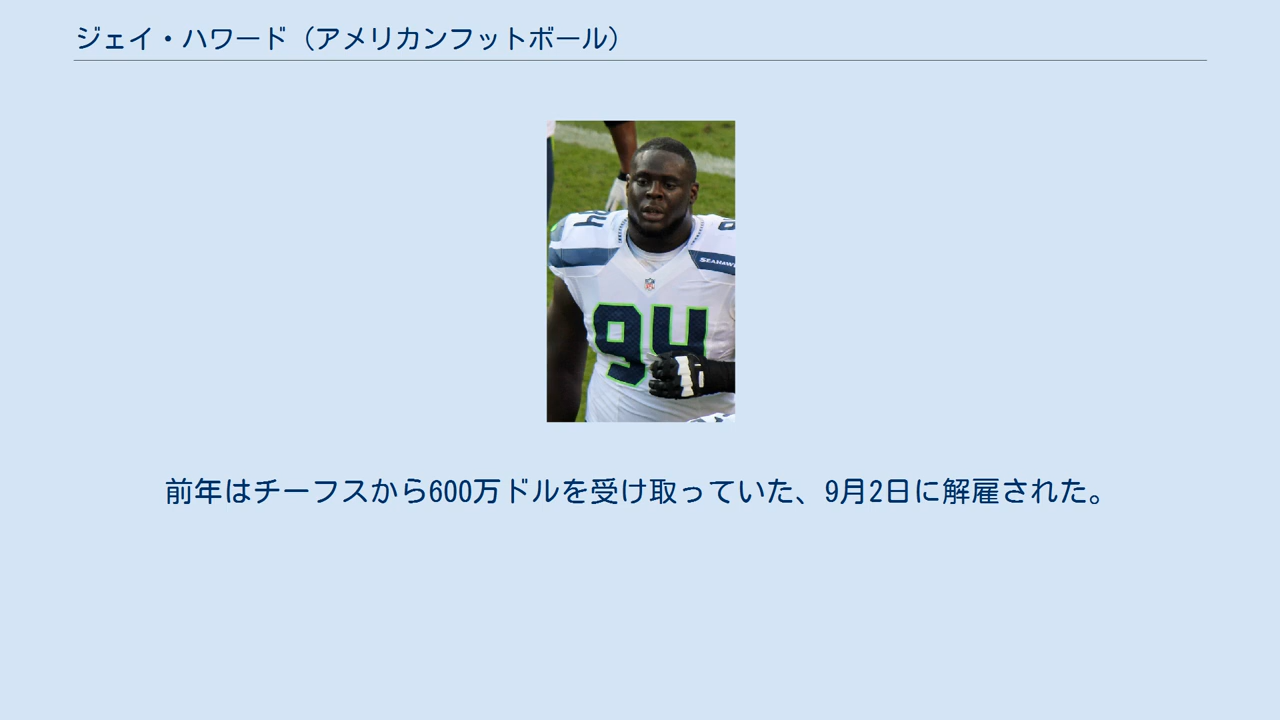 ジェイ・ハワード（アメリカンフットボール）
94
SEAHAWK
94
前年はチーフスから600万ドルを受け取っていた、9月2日に解雇された。